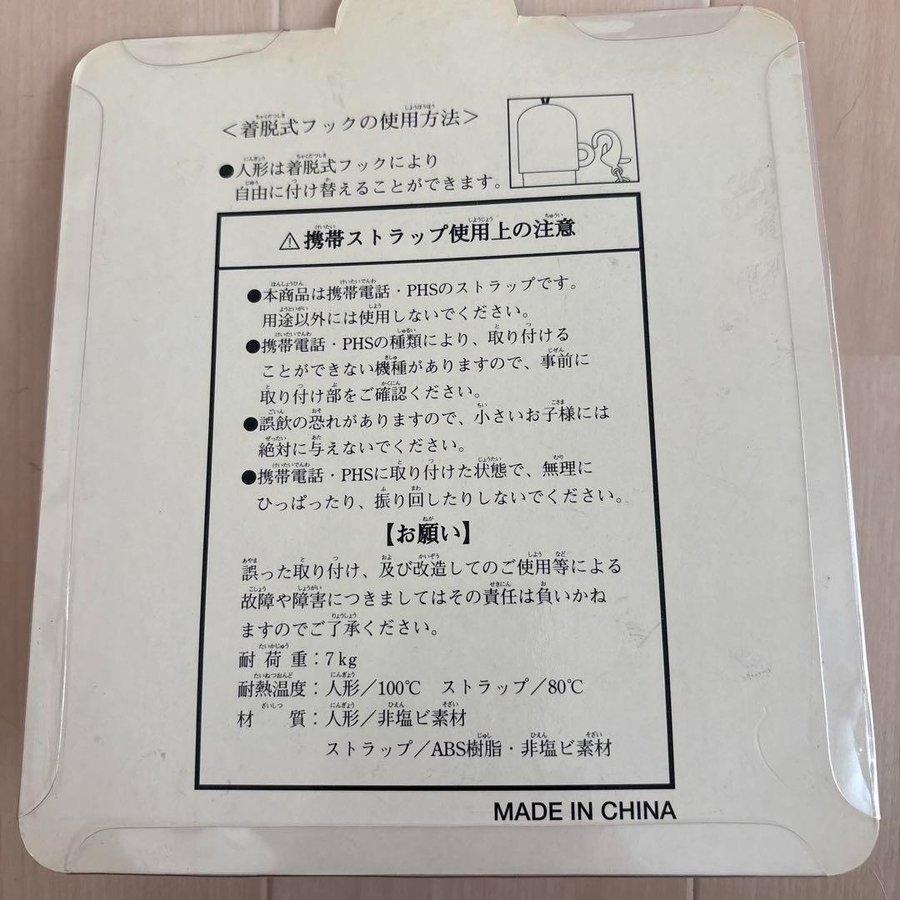 ＜着脱式フックの使用方法＞
●人形は着脱式フックにより
自由に付け替えることができます。
⚠携帯ストラップ使用上の注意
●本商品は携帯電話・PHSのストラップです。
用途以外には使用しないでください。
●携帯電話・PHSの種類により、取り付ける
ことができない機種がありますので、事前に
取り付け部をご確認ください。
●誤飲の恐れがありますので、小さいお子様には
絶対に与えないでください。
●携帯電話・PHSに取り付けた状態で、無理に
ひっぱったり、振り回したりしないでください。
【お願い】
誤った取り付け、及び改造してのご使用等による
故障や障害につきましてはその責任は負いかね
ますのでご了承ください。
耐荷重：7kg
耐熱温度：人形／100℃　ストラップ／80℃
材　質：人形／非塩ビ素材
ストラップ／ABS樹脂・非塩ビ素材
MADE IN CHINA